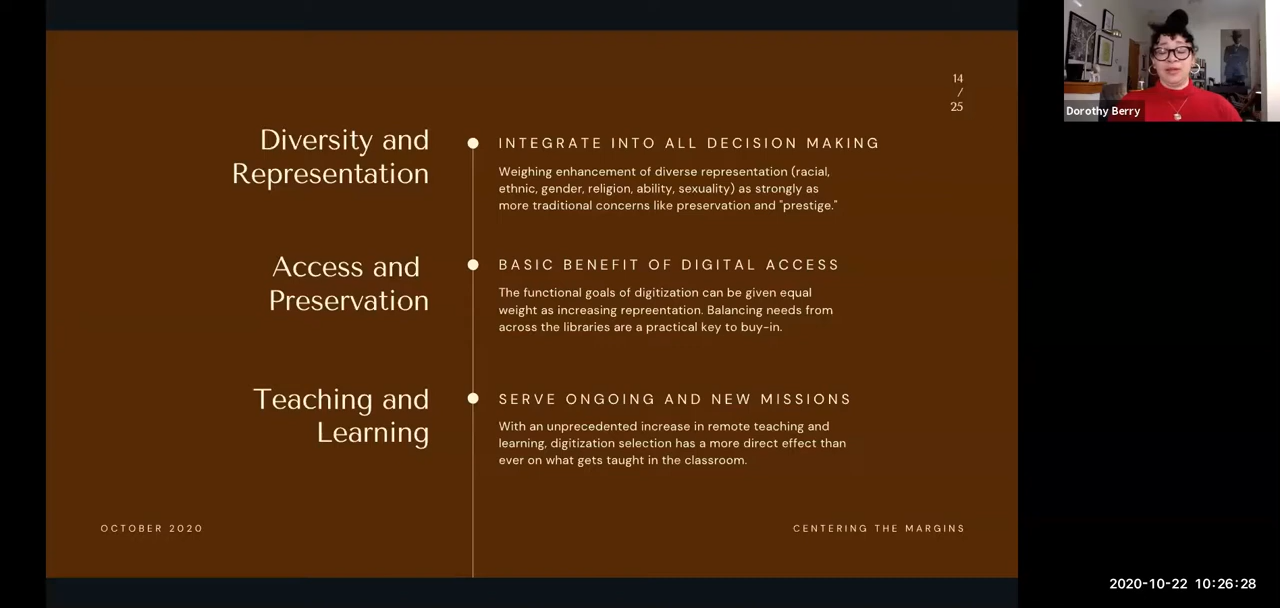 14
/
25
Diversity and
Representation
INTEGRATE INTO ALL DECISION MAKING
Weighing enhancement of diverse representation (racial,
ethnic, gender, religion, ability, sexuality) as strongly as
more traditional concerns like preservation and "prestige."
Access and
Preservation
BASIC BENEFIT OF DIGITAL ACCESS
The functional goals of digitization can be given equal
weight as increasing repreentation. Balancing needs from
across the libraries are a practical key to buy-in.
Teaching and
Learning
SERVE ONGOING AND NEW MISSIONS
With an unprecedented increase in remote teaching and
learning, digitization selection has a more direct effect than
ever on what gets taught in the classroom.
OCTOBER 2020
CENTERING THE MARGINS
Dorothy Berry
2020-10-22 10:26:28